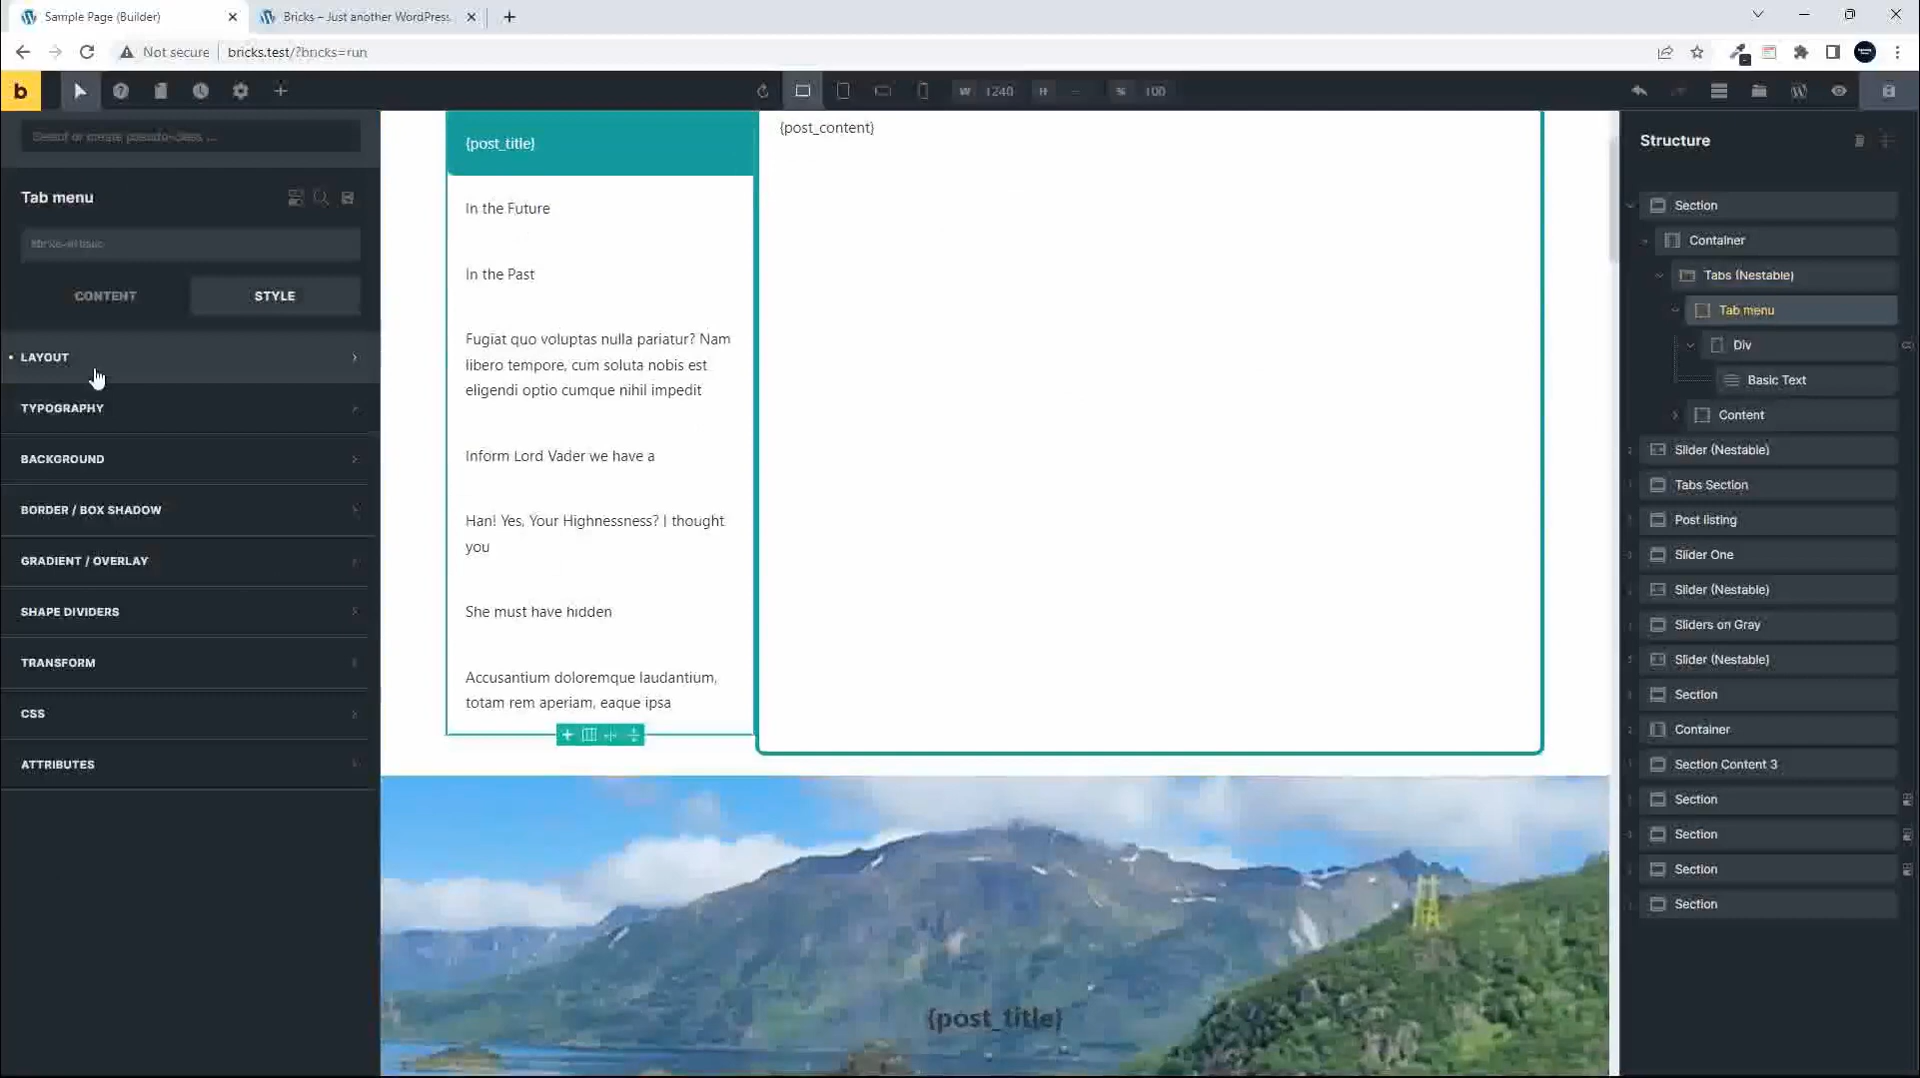 Sample Page (Builder)
Bricks – Just another WordPress
Not secure
bricks.test/?bricks=run
b
W 1240 H – % 100
Select or create pseudo-class ...
Tab menu
CONTENT
STYLE
LAYOUT
TYPOGRAPHY
BACKGROUND
BORDER / BOX SHADOW
GRADIENT / OVERLAY
SHAPE DIVIDERS
TRANSFORM
CSS
ATTRIBUTES
{post_title}
In the Future
In the Past
Fugiat quo voluptas nulla pariatur? Nam
libero tempore, cum soluta nobis est
eligendi optio cumque nihil impedit
Inform Lord Vader we have a
Han! Yes, Your Highnessness? I thought
you
She must have hidden
Accusantium doloremque laudantium,
totam rem aperiam, eaque ipsa
{post_content}
{post_title}
Structure
Section
Container
Tabs (Nestable)
Tab menu
Div
Basic Text
Content
Slider (Nestable)
Tabs Section
Post listing
Slider One
Slider (Nestable)
Sliders on Gray
Slider (Nestable)
Section
Container
Section Content 3
Section
Section
Section
Section